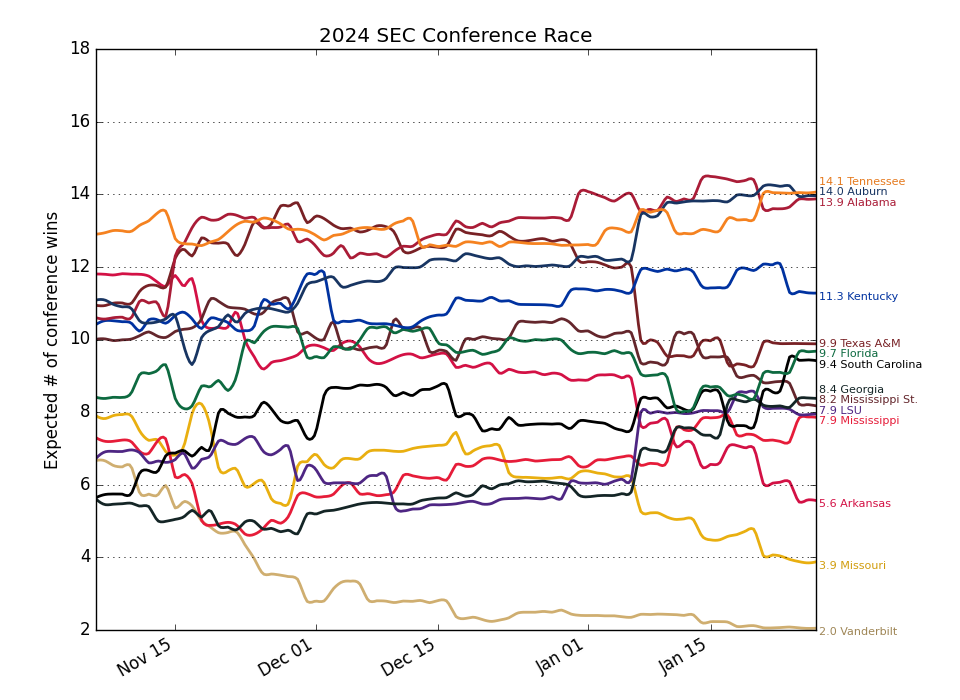 2024 SEC Conference Race
Expected # of conference wins
18
16
14
12
10
8
6
4
2
Nov 15
Dec 01
Dec 15
Jan 01
Jan 15
14.1 Tennessee
14.0 Auburn
13.9 Alabama
11.3 Kentucky
9.9 Texas A&M
9.7 Florida
9.4 South Carolina
8.4 Georgia
8.2 Mississippi St.
7.9 LSU
7.9 Mississippi
5.6 Arkansas
3.9 Missouri
2.0 Vanderbilt